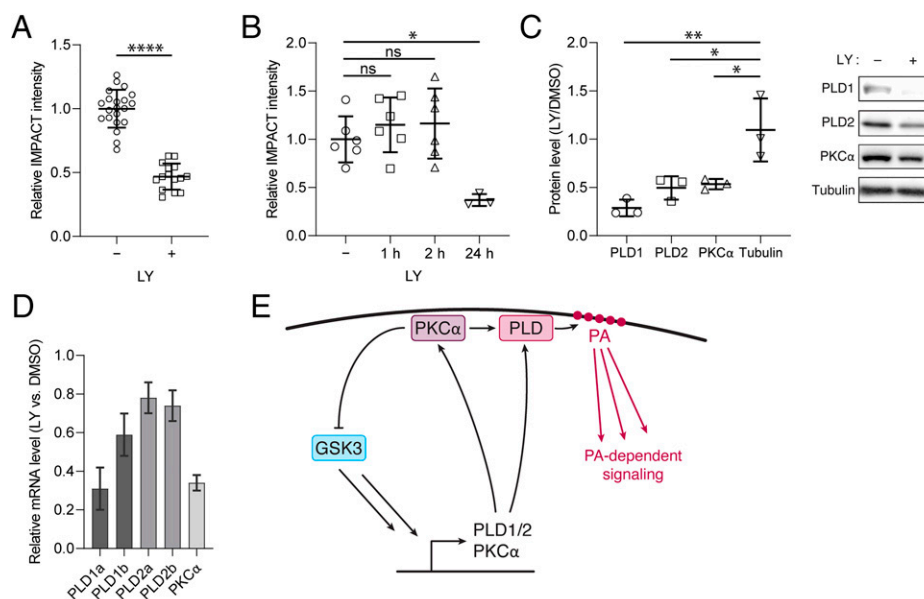 A
Relative IMPACT intensity
1.5
1.0
0.5
0.0
****
–
+
LY
B
Relative IMPACT intensity
2.0
1.5
1.0
0.5
0.0
*
ns
ns
–
1 h
2 h
24 h
LY
C
Protein level (LY/DMSO)
2.0
1.5
1.0
0.5
0.0
**
*
*
PLD1
PLD2
PKCα
Tubulin
LY :
–
+
PLD1
PLD2
PKCα
Tubulin
D
Relative mRNA level (LY vs. DMSO)
1.0
0.8
0.6
0.4
0.2
0.0
PLD1a
PLD1b
PLD2a
PLD2b
PKCα
E
PKCα
PLD
PA
GSK3
PA-dependent
signaling
PLD1/2
PKCα